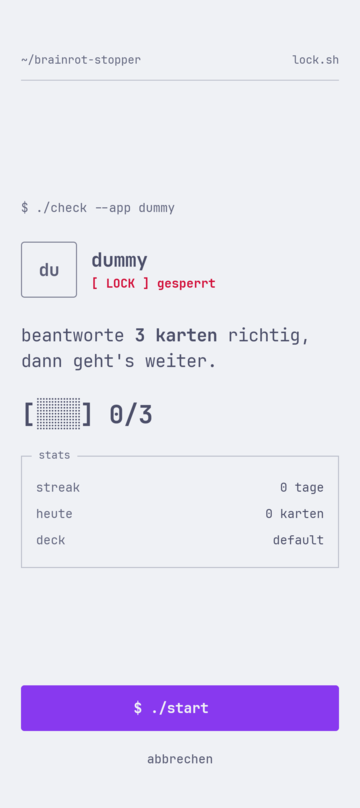 ~/brainrot-stopper lock.sh
$ ./check --app dummy
du
dummy
[ LOCK ] gesperrt
beantworte 3 karten richtig,
dann geht's weiter.
[░░░] 0/3
stats
streak 0 tage
heute 0 karten
deck default
$ ./start
abbrechen